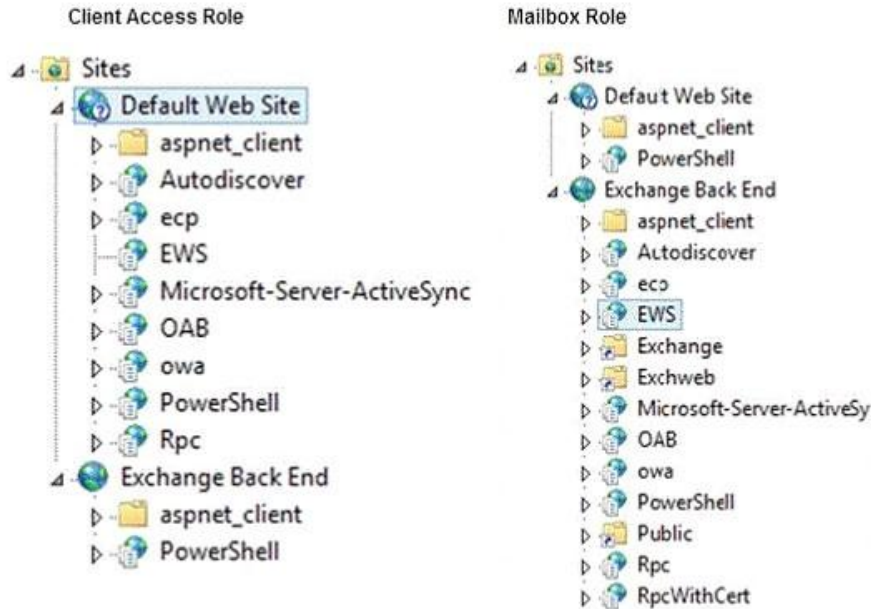 Client Access Role
Sites
Default Web Site
aspnet_client
Autodiscover
ecp
EWS
Microsoft-Server-ActiveSync
OAB
owa
PowerShell
Rpc
Exchange Back End
aspnet_client
PowerShell
Mailbox Role
Sites
Default Web Site
aspnet_client
PowerShell
Exchange Back End
aspnet_client
Autodiscover
ecp
EWS
Exchange
Exchweb
Microsoft-Server-ActiveSy
OAB
owa
PowerShell
Public
Rpc
RpcWithCert